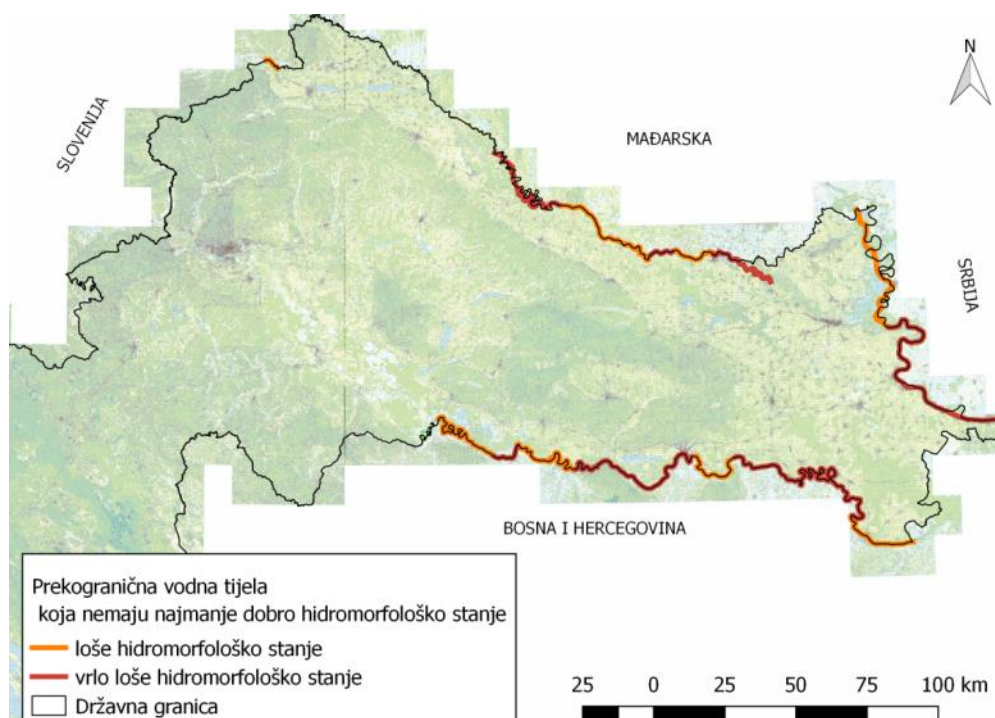 N
SLOVENIJA
MAĐARSKA
SRBIJA
BOSNA I HERCEGOVINA
Prekogranična vodna tijela
koja nemaju najmanje dobro hidromorfološko stanje
loše hidromorfološko stanje
vrlo loše hidromorfološko stanje
Državna granica
25 0 25 50 75 100 km